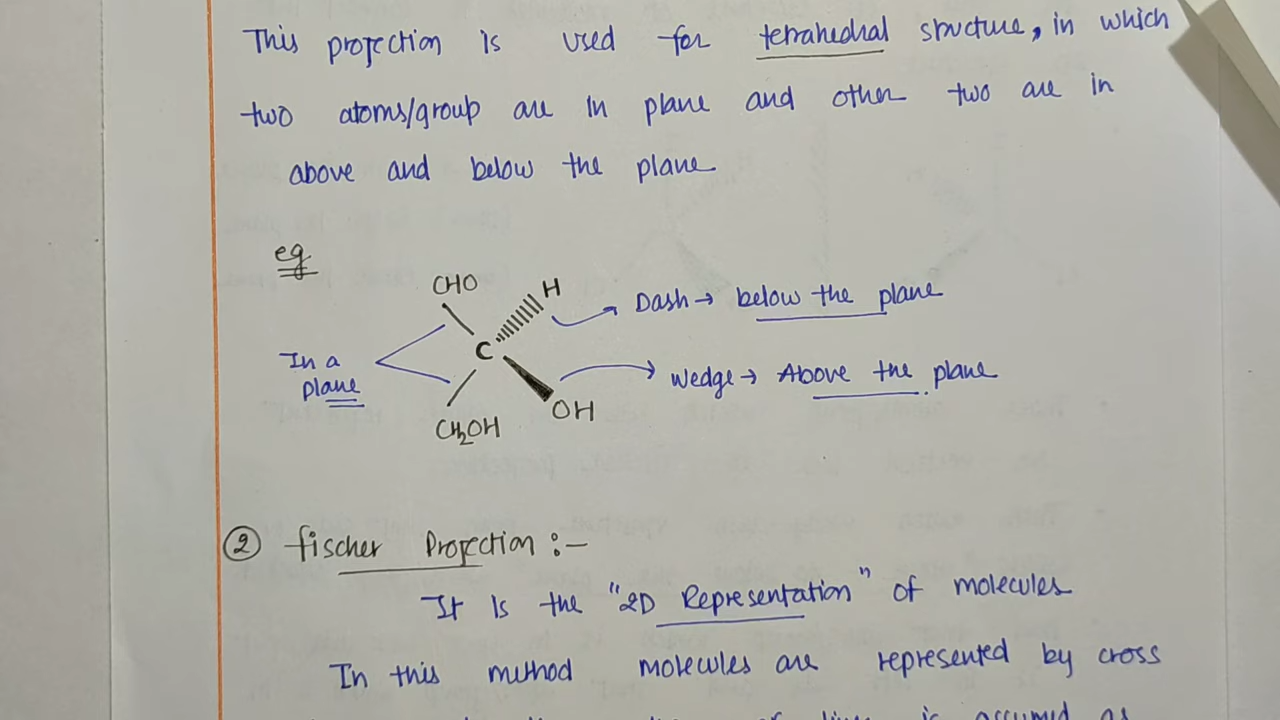 This projection is used for tetrahedral structure, in which
two atoms/group are in plane and other two are in
above and below the plane
eg
CHO
H
Dash → below the plane
In a
plane
C
Wedge → Above the plane
OH
CH2OH
② fischer Projection :-
It is the "2D Representation" of molecules
In this method molecules are represented by cross
is assumed as